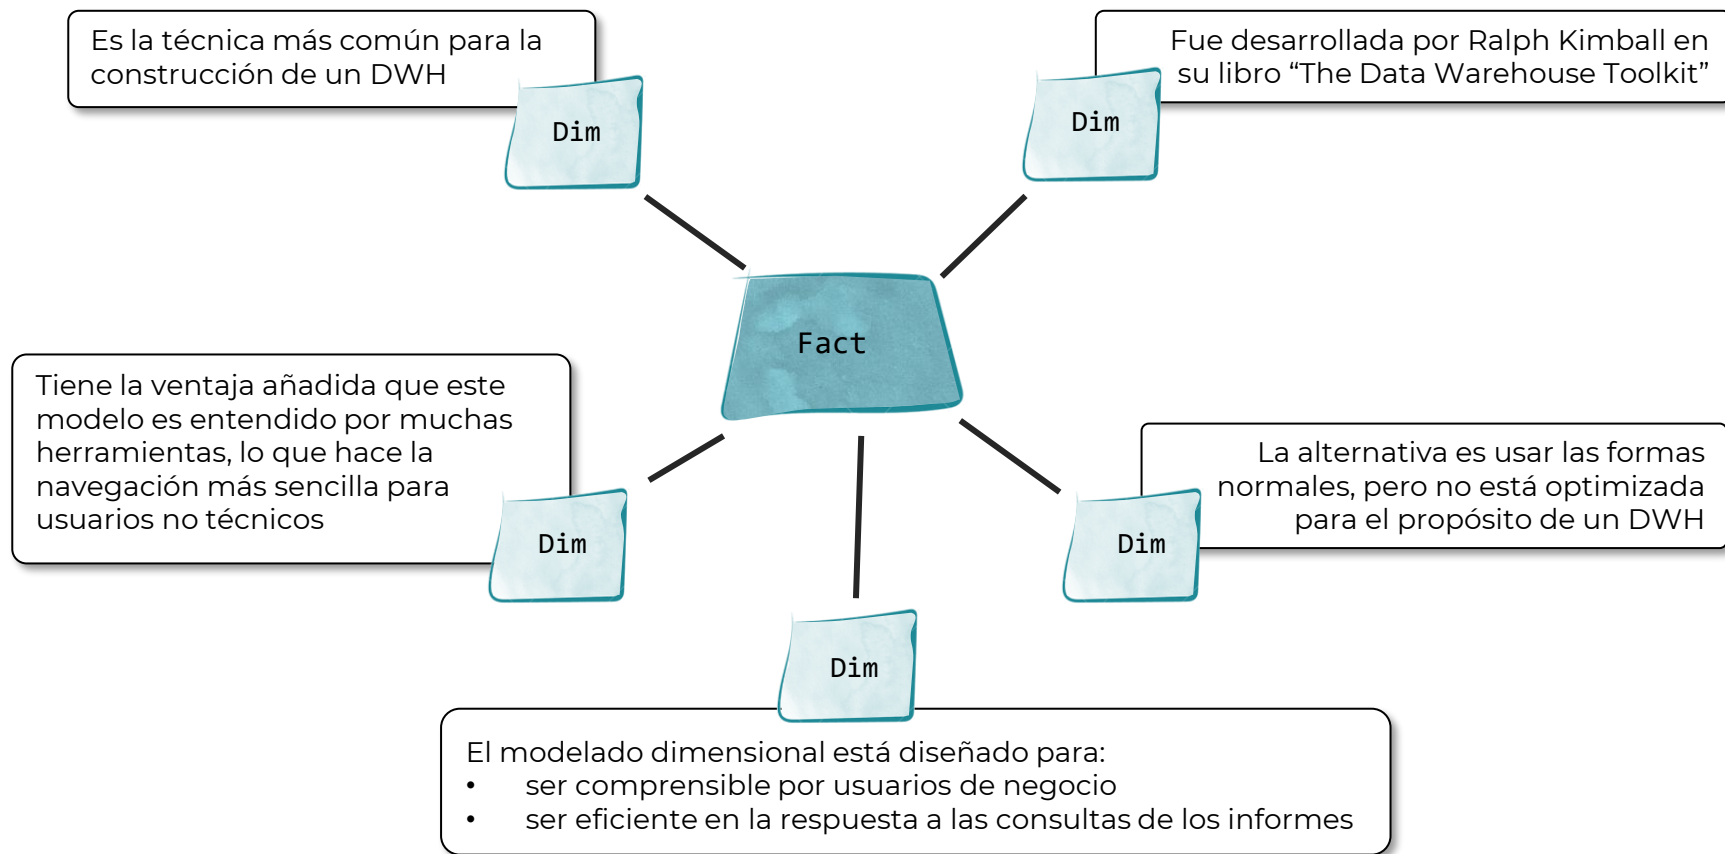 Es la técnica más común para la
construcción de un DWH
Dim
Fue desarrollada por Ralph Kimball en
su libro “The Data Warehouse Toolkit”
Dim
Fact
Tiene la ventaja añadida que este
modelo es entendido por muchas
herramientas, lo que hace la
navegación más sencilla para
usuarios no técnicos
Dim
La alternativa es usar las formas
normales, pero no está optimizada
para el propósito de un DWH
Dim
Dim
El modelado dimensional está diseñado para:
• ser comprensible por usuarios de negocio
• ser eficiente en la respuesta a las consultas de los informes